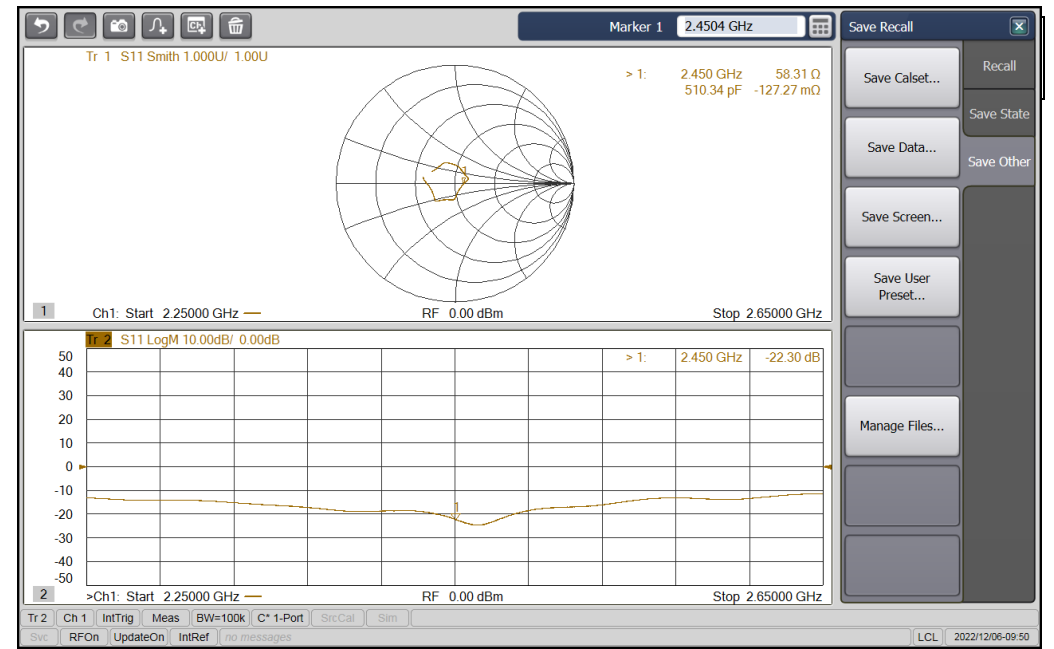 CF
Marker 1 2.4504 GHz
Save Recall
Tr 1 S11 Smith 1.000U/ 1.00U
> 1: 2.450 GHz 58.31 Ω
510.34 pF -127.27 mΩ
1
1
Ch1: Start 2.25000 GHz
RF 0.00 dBm
Stop 2.65000 GHz
Tr 2 S11 LogM 10.00dB/ 0.00dB
> 1: 2.450 GHz -22.30 dB
50
40
30
20
10
0
-10
-20
-30
-40
-50
1
2
>Ch1: Start 2.25000 GHz
RF 0.00 dBm
Stop 2.65000 GHz
Save Calset...
Save Data...
Save Screen...
Save User
Preset...
Manage Files...
Recall
Save State
Save Other
Tr 2 Ch 1 IntTrig Meas BW=100k C* 1-Port SrcCal Sim
Svc RFOn UpdateOn IntRef no messages LCL 2022/12/06-09:50